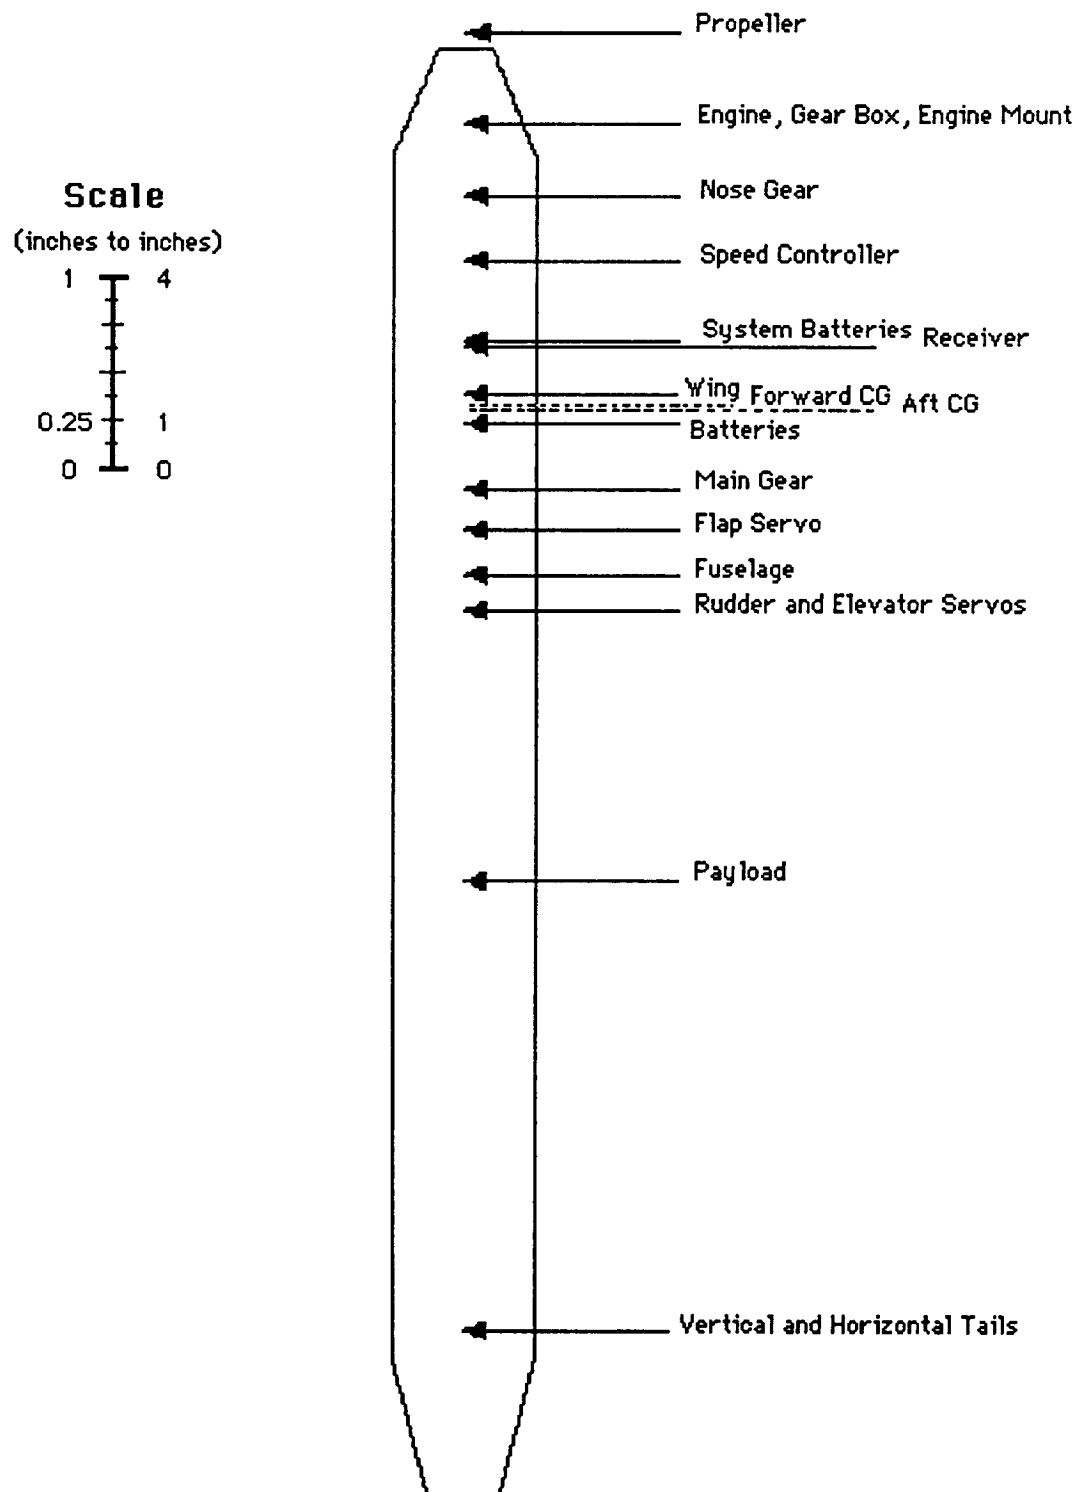 Propeller
Engine, Gear Box, Engine Mount
Scale
(inches to inches)
1 4
0.25 1
0 0
Nose Gear
Speed Controller
System Batteries Receiver
Wing Forward CG Aft CG
Batteries
Main Gear
Flap Servo
Fuselage
Rudder and Elevator Servos
Payload
Vertical and Horizontal Tails